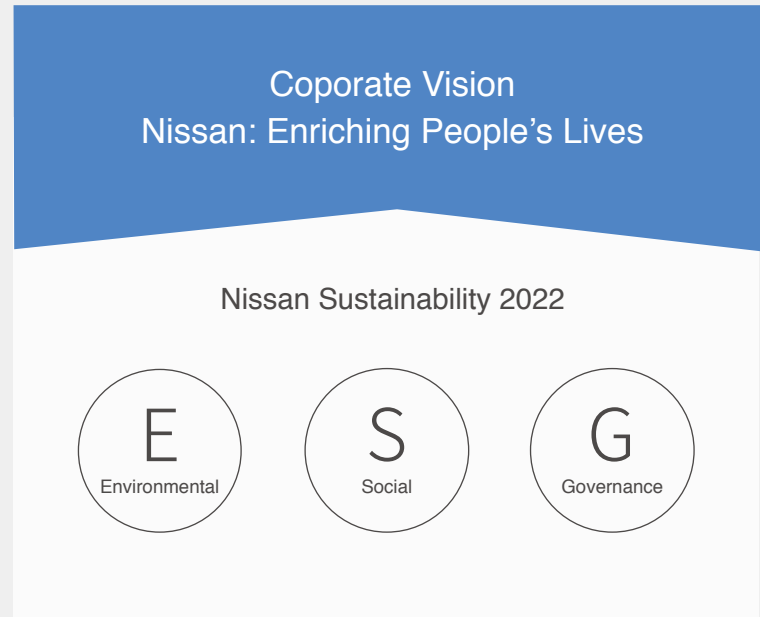 Coporate Vision
Nissan: Enriching People’s Lives
Nissan Sustainability 2022
E
Environmental
S
Social
G
Governance